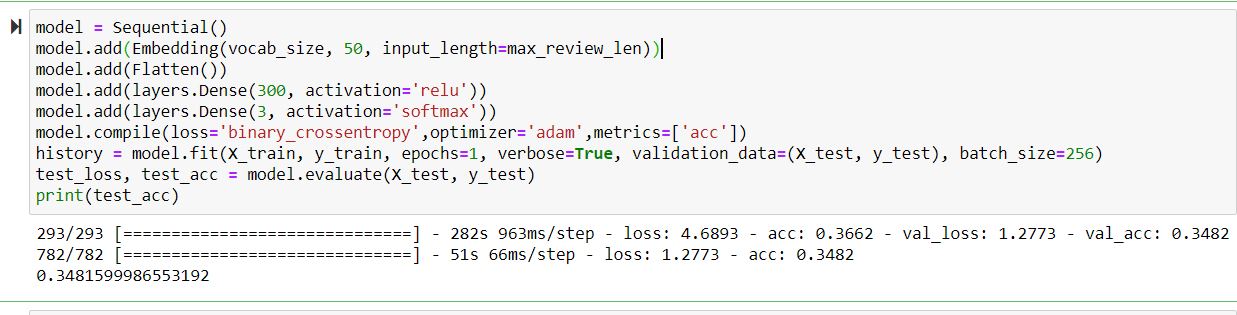 model = Sequential()
model.add(Embedding(vocab_size, 50, input_length=max_review_len))
model.add(Flatten())
model.add(layers.Dense(300, activation='relu'))
model.add(layers.Dense(3, activation='softmax'))
model.compile(loss='binary_crossentropy',optimizer='adam',metrics=['acc'])
history = model.fit(X_train, y_train, epochs=1, verbose=True, validation_data=(X_test, y_test), batch_size=256)
test_loss, test_acc = model.evaluate(X_test, y_test)
print(test_acc)
293/293 [==============================] - 282s 963ms/step - loss: 4.6893 - acc: 0.3662 - val_loss: 1.2773 - val_acc: 0.3482
782/782 [==============================] - 51s 66ms/step - loss: 1.2773 - acc: 0.3482
0.3481599986553192